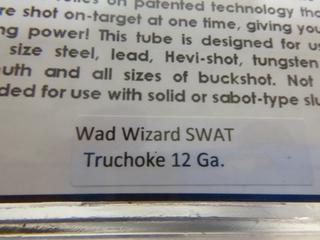 relies on patented technology tha
re shot on-target at one time, giving you
ng power! This tube is designed for us
size steel, lead, Hevi-shot, tungsten
uth and all sizes of buckshot. Not
ded for use with solid or sabot-type slu
Wad Wizard SWAT
Truchoke 12 Ga.